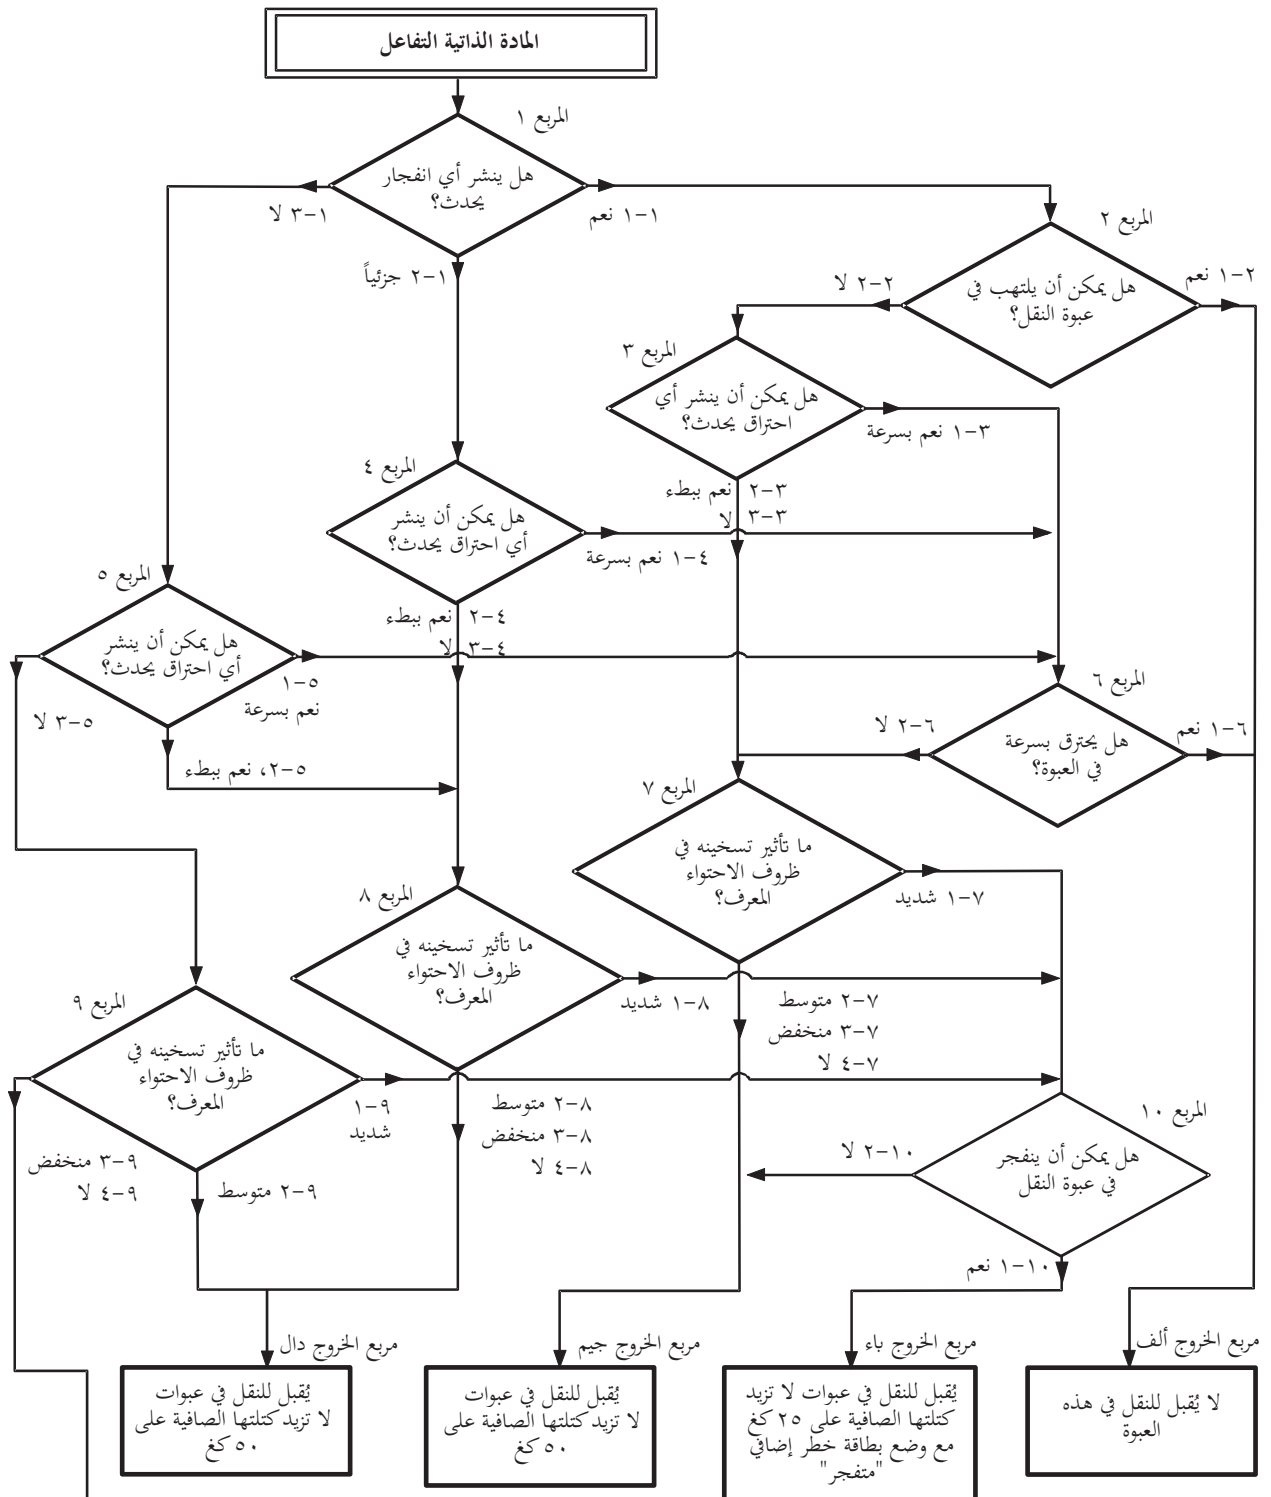 المادة الذاتية التفاعل
المربع ١
هل ينشر أي انفجار
يحدث؟
١-١ نعم
٣-١ لا
٢-١ جزئياً
المربع ٢
هل يمكن أن يلتهب في
عبوة النقل؟
١-٢ نعم
٢-٢ لا
المربع ٣
هل يمكن أن ينشر أي
احتراق يحدث؟
١-٣ نعم بسرعة
٢-٣ نعم ببطء
٣-٣ لا
المربع ٤
هل يمكن أن ينشر
أي احتراق يحدث؟
١-٤ نعم بسرعة
٢-٤ نعم ببطء
٣-٤ لا
المربع ٥
هل يمكن أن ينشر
أي احتراق يحدث؟
١-٥
نعم بسرعة
٣-٥ لا
٢-٥، نعم ببطء
المربع ٦
هل يحترق بسرعة
في العبوة؟
١-٦ نعم
٢-٦ لا
المربع ٧
ما تأثير تسخينه في
ظروف الاحتواء
المعرف؟
١-٧ شديد
٢-٧ متوسط
٣-٧ منخفض
٤-٧ لا
المربع ٨
ما تأثير تسخينه في
ظروف الاحتواء
المعرف؟
١-٨ شديد
٢-٨ متوسط
٣-٨ منخفض
٤-٨ لا
المربع ٩
ما تأثير تسخينه في
ظروف الاحتواء
المعرف؟
١-٩
شديد
٢-٩ متوسط
٣-٩ منخفض
٤-٩ لا
المربع ١٠
هل يمكن أن ينفجر
في عبوة النقل
٢-١٠ لا
١-١٠ نعم
مربع الخروج ألف
لا يُقبل للنقل في هذه
العبوة
مربع الخروج باء
يُقبل للنقل في عبوات لا تزيد
كتلتها الصافية على ٢٥ كغ
مع وضع بطاقة خطر إضافي
"متفجر"
مربع الخروج جيم
يُقبل للنقل في عبوات
لا تزيد كتلتها الصافية على
٥٠ كغ
مربع الخروج دال
يُقبل للنقل في عبوات
لا تزيد كتلتها الصافية على
٥٠ كغ